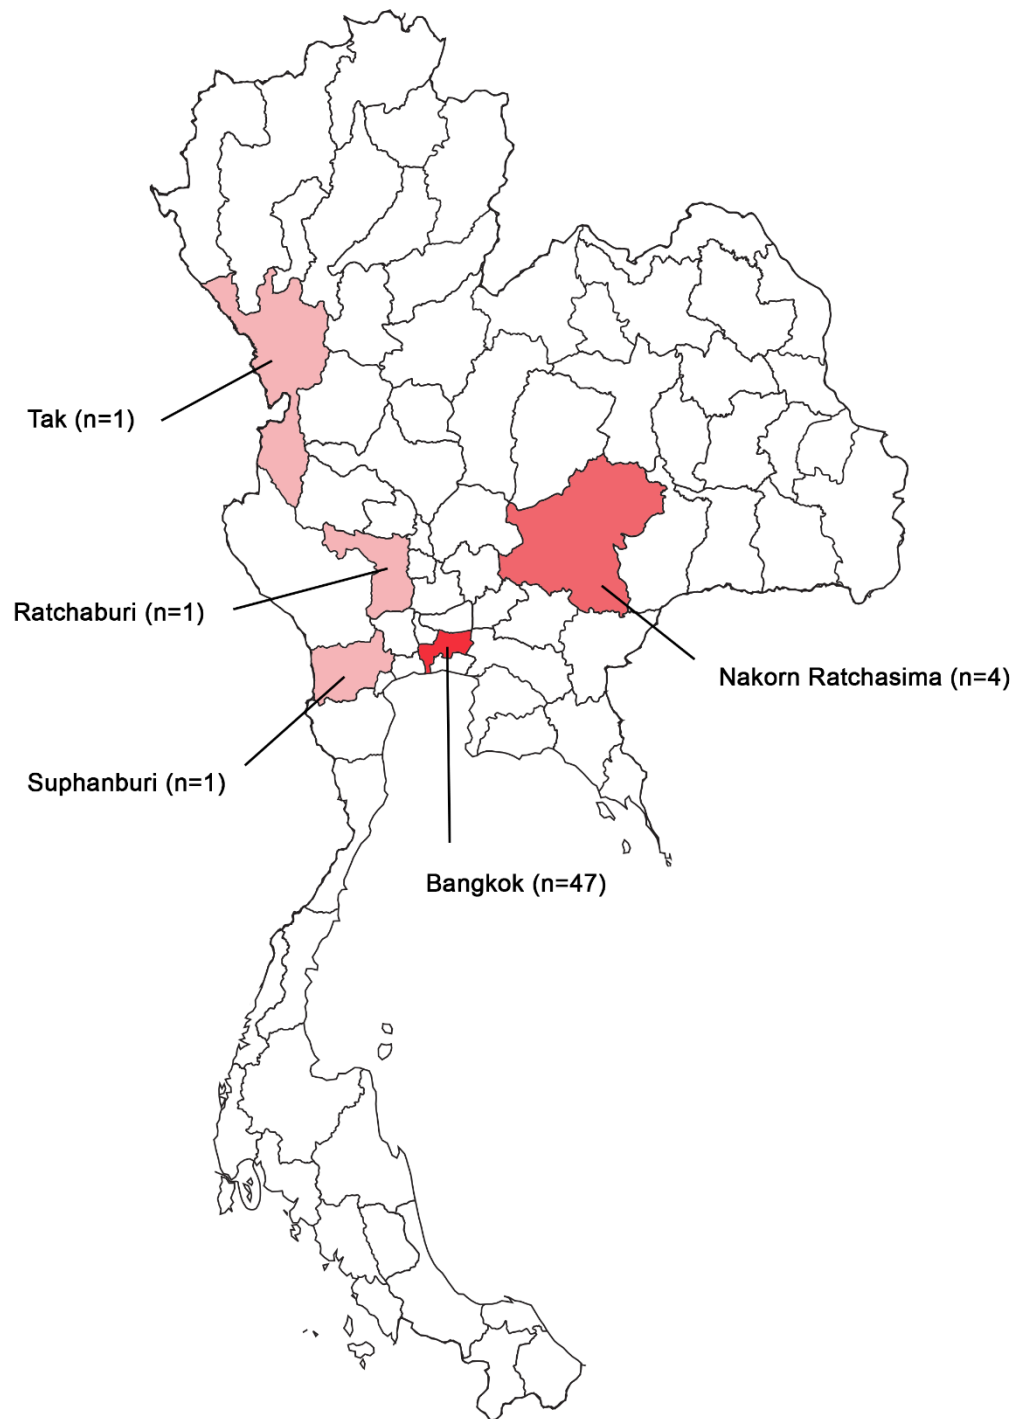 Tak (n=1)
Ratchaburi (n=1)
Nakorn Ratchasima (n=4)
Suphanburi (n=1)
Bangkok (n=47)